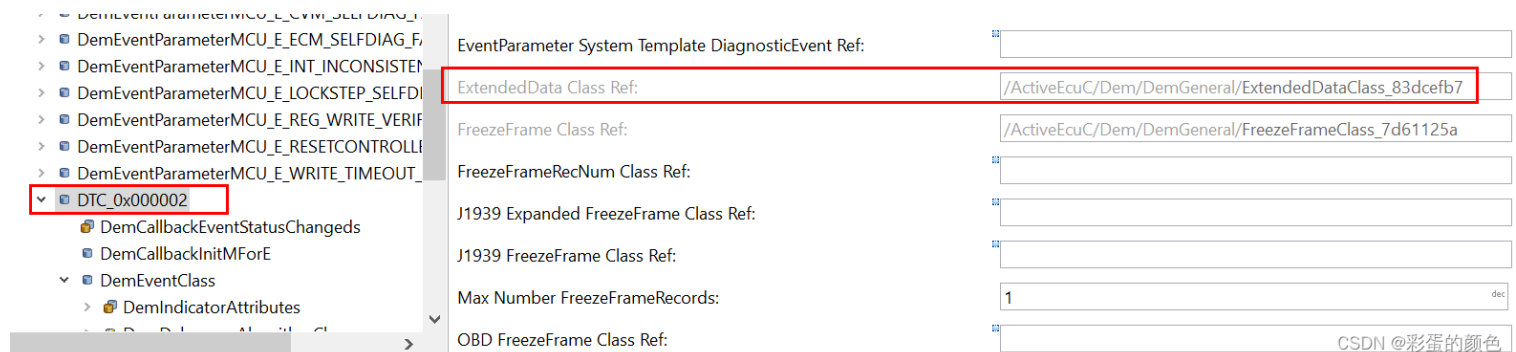 DemEventParameterMCU_E_CVM_SELFDIAG_F
DemEventParameterMCU_E_ECM_SELFDIAG_FA
DemEventParameterMCU_E_INT_INCONSISTEN
DemEventParameterMCU_E_LOCKSTEP_SELFDI
DemEventParameterMCU_E_REG_WRITE_VERIF
DemEventParameterMCU_E_RESETCONTROLLE
DemEventParameterMCU_E_WRITE_TIMEOUT_
DTC_0x000002
DemCallbackEventStatusChangeds
DemCallbackInitMForE
DemEventClass
DemIndicatorAttributes
EventParameter System Template DiagnosticEvent Ref:
ExtendedData Class Ref: /ActiveEcuC/Dem/DemGeneral/ExtendedDataClass_83dcefb7
FreezeFrame Class Ref: /ActiveEcuC/Dem/DemGeneral/FreezeFrameClass_7d61125a
FreezeFrameRecNum Class Ref:
J1939 Expanded FreezeFrame Class Ref:
J1939 FreezeFrame Class Ref:
Max Number FreezeFrameRecords: 1 dec
OBD FreezeFrame Class Ref:
CSDN @彩蛋的颜色